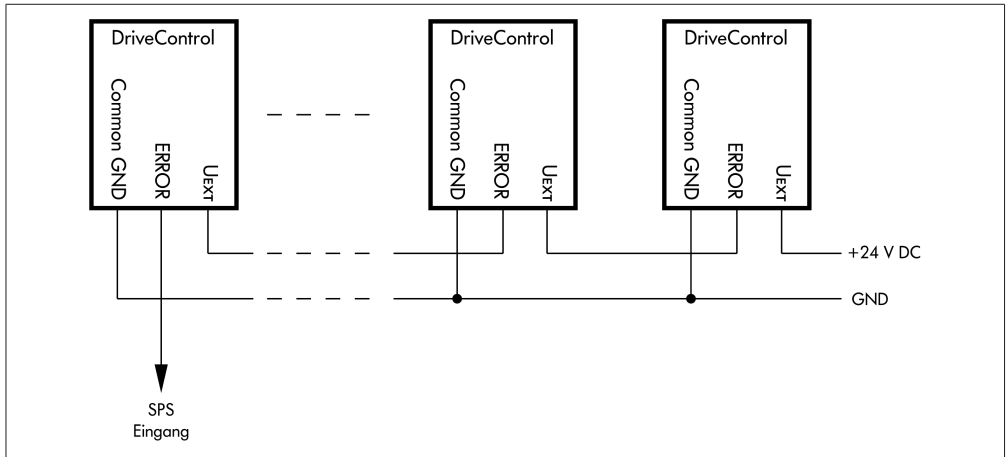 DriveControl
Common GND
ERROR
UEXT
DriveControl
Common GND
ERROR
UEXT
DriveControl
Common GND
ERROR
UEXT
+24 V DC
GND
SPS
Eingang